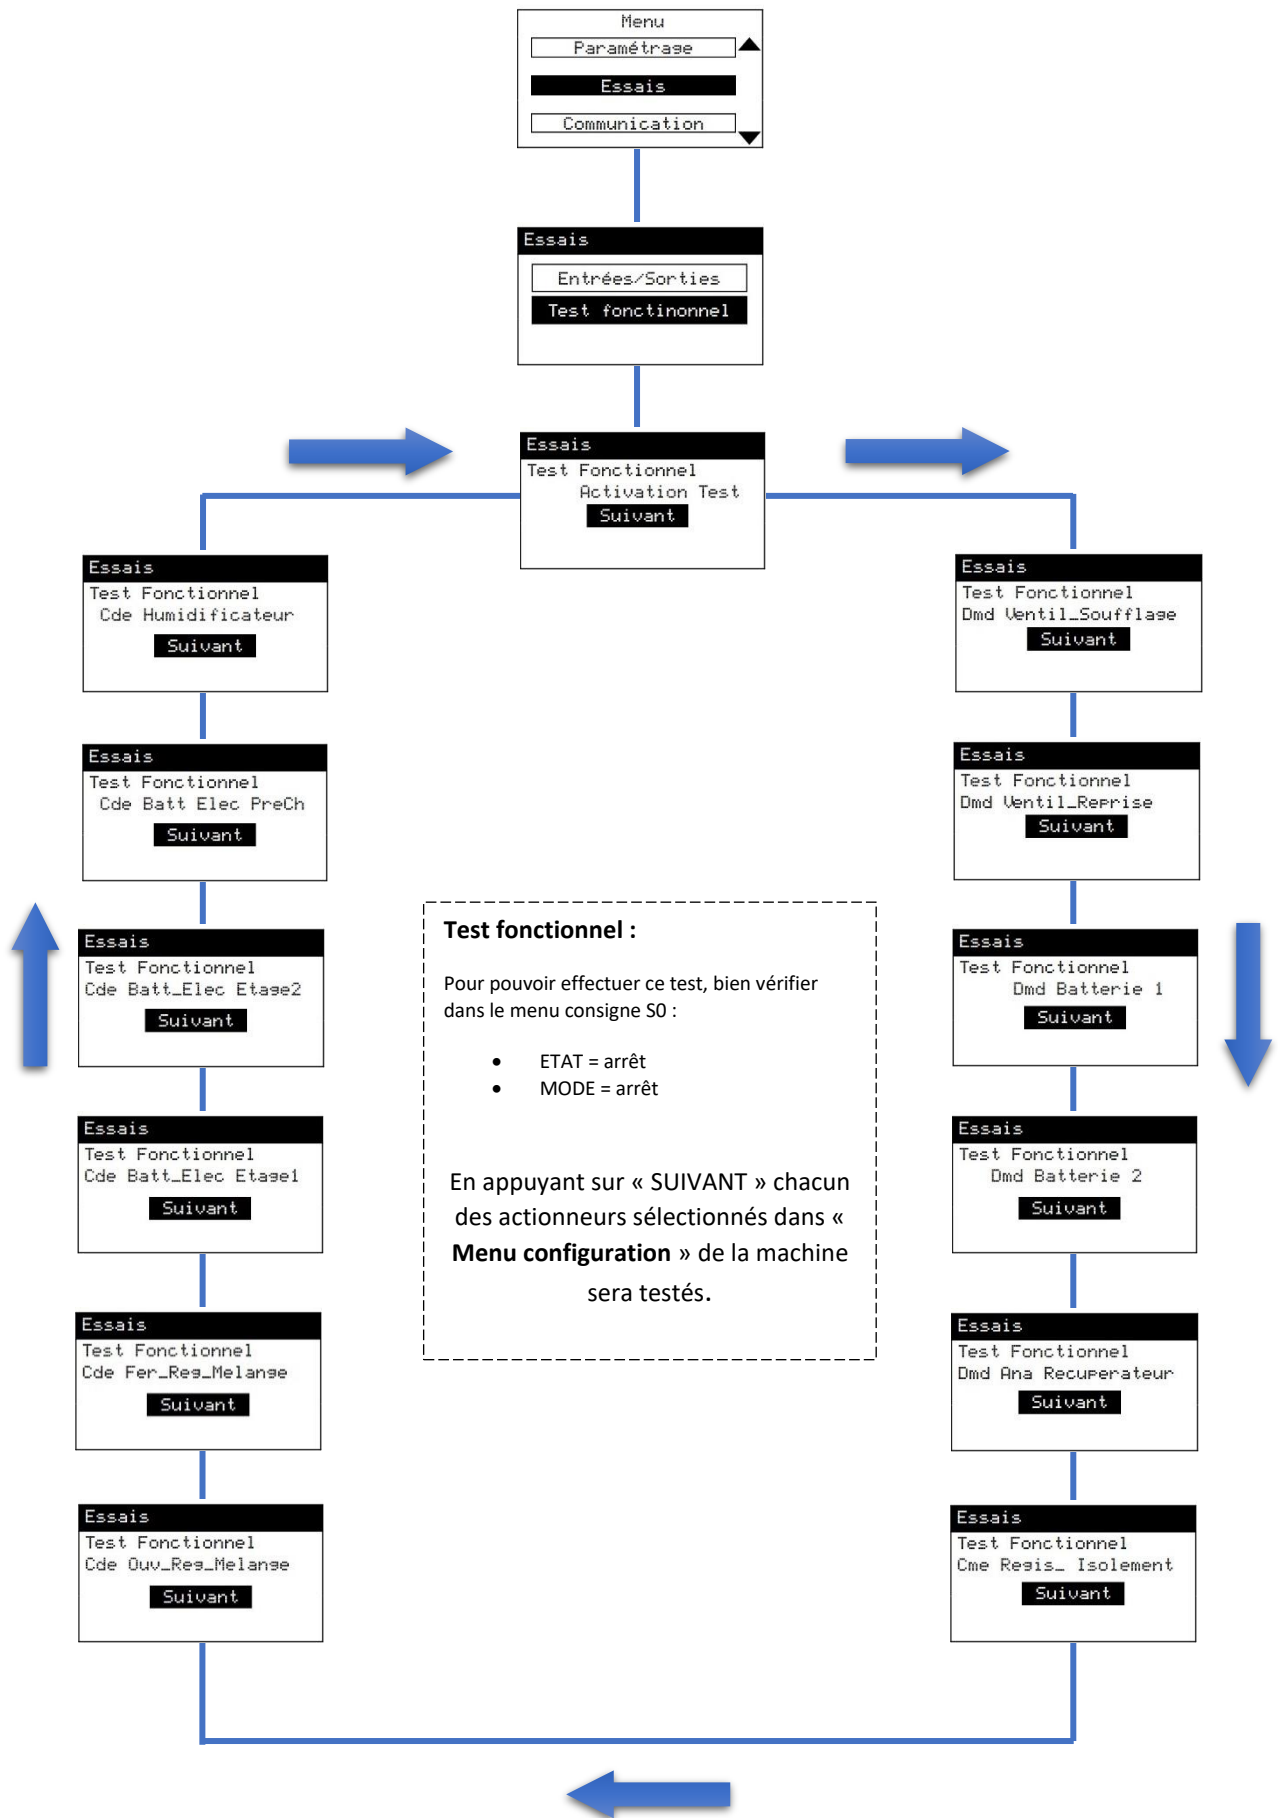 Menu
Paramétrage
Essais
Communication
Essais
Entrées/Sorties
Test fonctinonnel
Essais
Test Fonctionnel
Activation Test
Suivant
Essais
Test Fonctionnel
Cde Humidificateur
Suivant
Essais
Test Fonctionnel
Cde Batt Elec PreCh
Suivant
Essais
Test Fonctionnel
Cde Batt_Elec Etage2
Suivant
Essais
Test Fonctionnel
Cde Batt_Elec Etage1
Suivant
Essais
Test Fonctionnel
Cde Fer_Reg_Melange
Suivant
Essais
Test Fonctionnel
Cde Ouv_Reg_Melange
Suivant
Test fonctionnel :
Pour pouvoir effectuer ce test, bien vérifier
dans le menu consigne S0 :
• ETAT = arrêt
• MODE = arrêt
En appuyant sur « SUIVANT » chacun
des actionneurs sélectionnés dans «
Menu configuration » de la machine
sera testés.
Essais
Test Fonctionnel
Dmd Ventil_Soufflage
Suivant
Essais
Test Fonctionnel
Dmd Ventil_Reprise
Suivant
Essais
Test Fonctionnel
Dmd Batterie 1
Suivant
Essais
Test Fonctionnel
Dmd Batterie 2
Suivant
Essais
Test Fonctionnel
Dmd Ana Recuperateur
Suivant
Essais
Test Fonctionnel
Cme Regis_ Isolement
Suivant